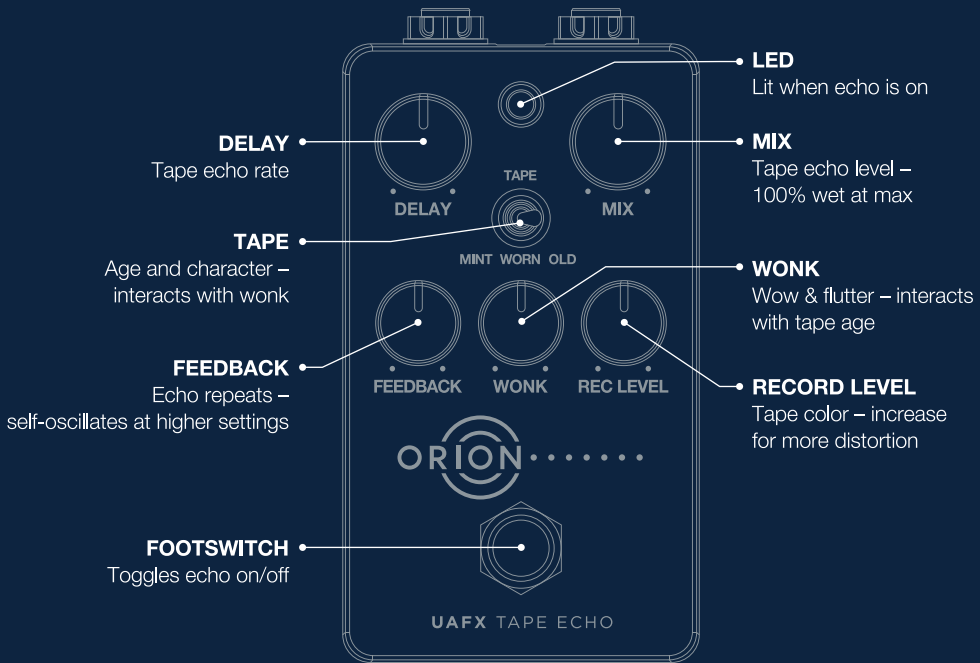 LED
Lit when echo is on
DELAY
Tape echo rate
MIX
Tape echo level –
100% wet at max
TAPE
DELAY
MIX
TAPE
Age and character –
interacts with wonk
MINT WORN OLD
WONK
Wow & flutter – interacts
with tape age
FEEDBACK
Echo repeats –
self-oscillates at higher settings
FEEDBACK WONK REC LEVEL
RECORD LEVEL
Tape color – increase
for more distortion
ORION
FOOTSWITCH
Toggles echo on/off
UAFX TAPE ECHO